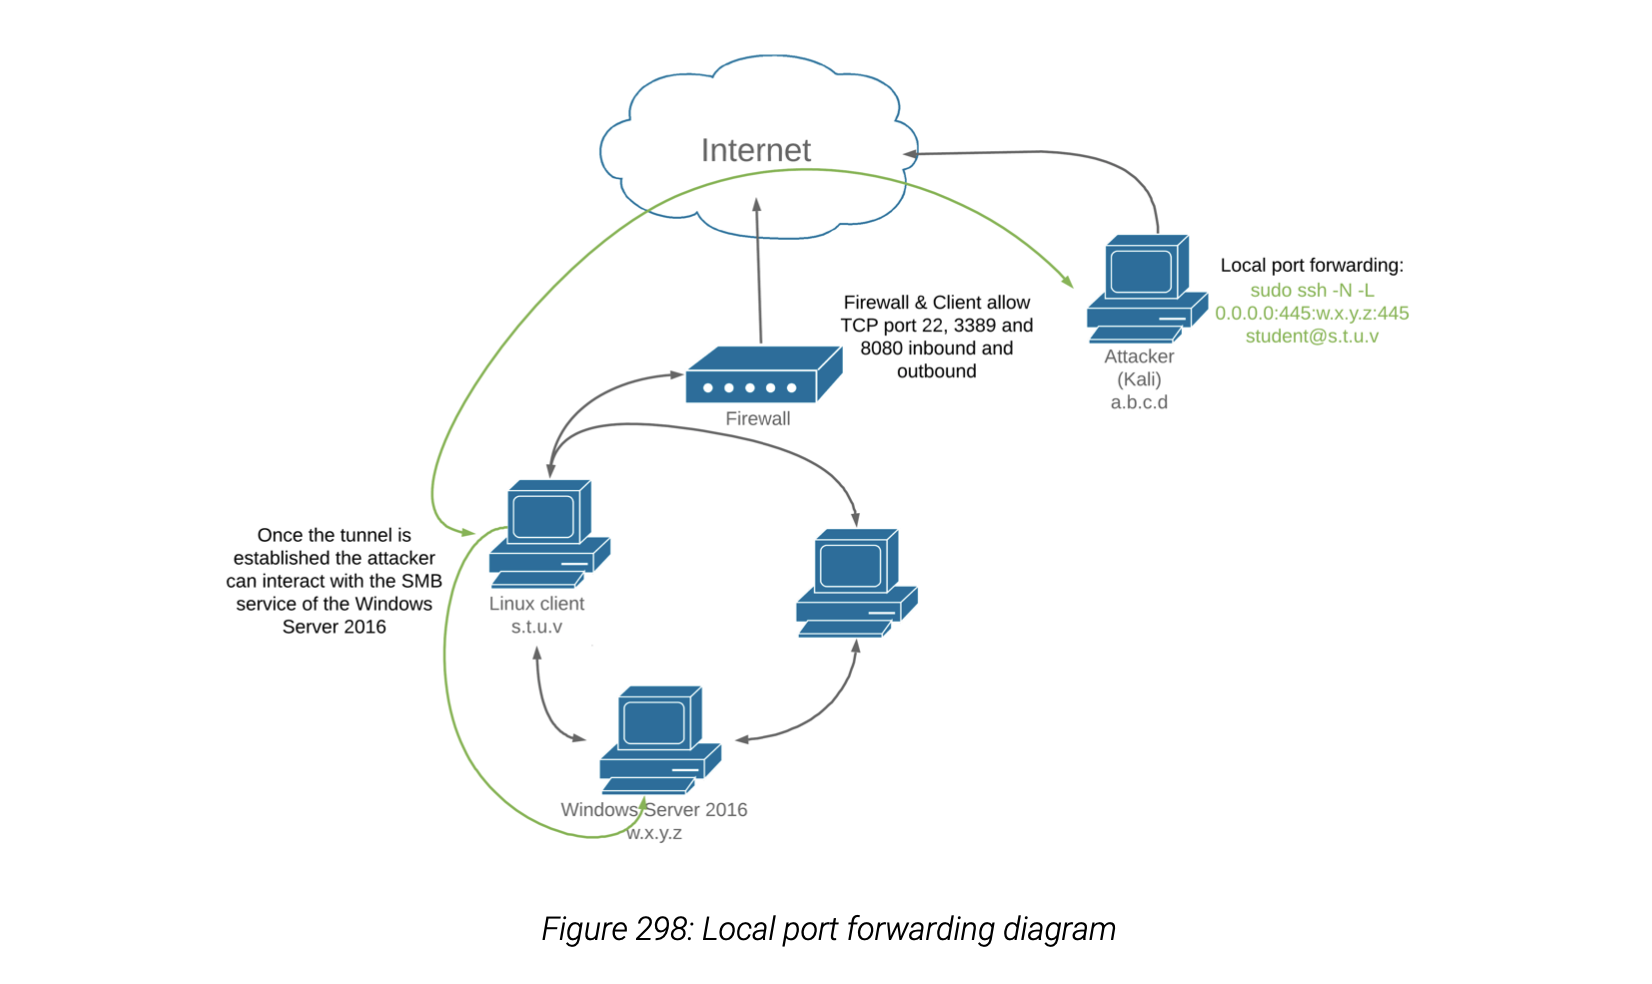 Internet
Local port forwarding:
sudo ssh -N -L
0.0.0.0:445:w.x.y.z:445
student@s.t.u.v
Attacker
(Kali)
a.b.c.d
Firewall & Client allow
TCP port 22, 3389 and
8080 inbound and
outbound
Firewall
Once the tunnel is
established the attacker
can interact with the SMB
service of the Windows
Server 2016
Linux client
s.t.u.v
Windows Server 2016
w.x.y.z
Figure 298: Local port forwarding diagram